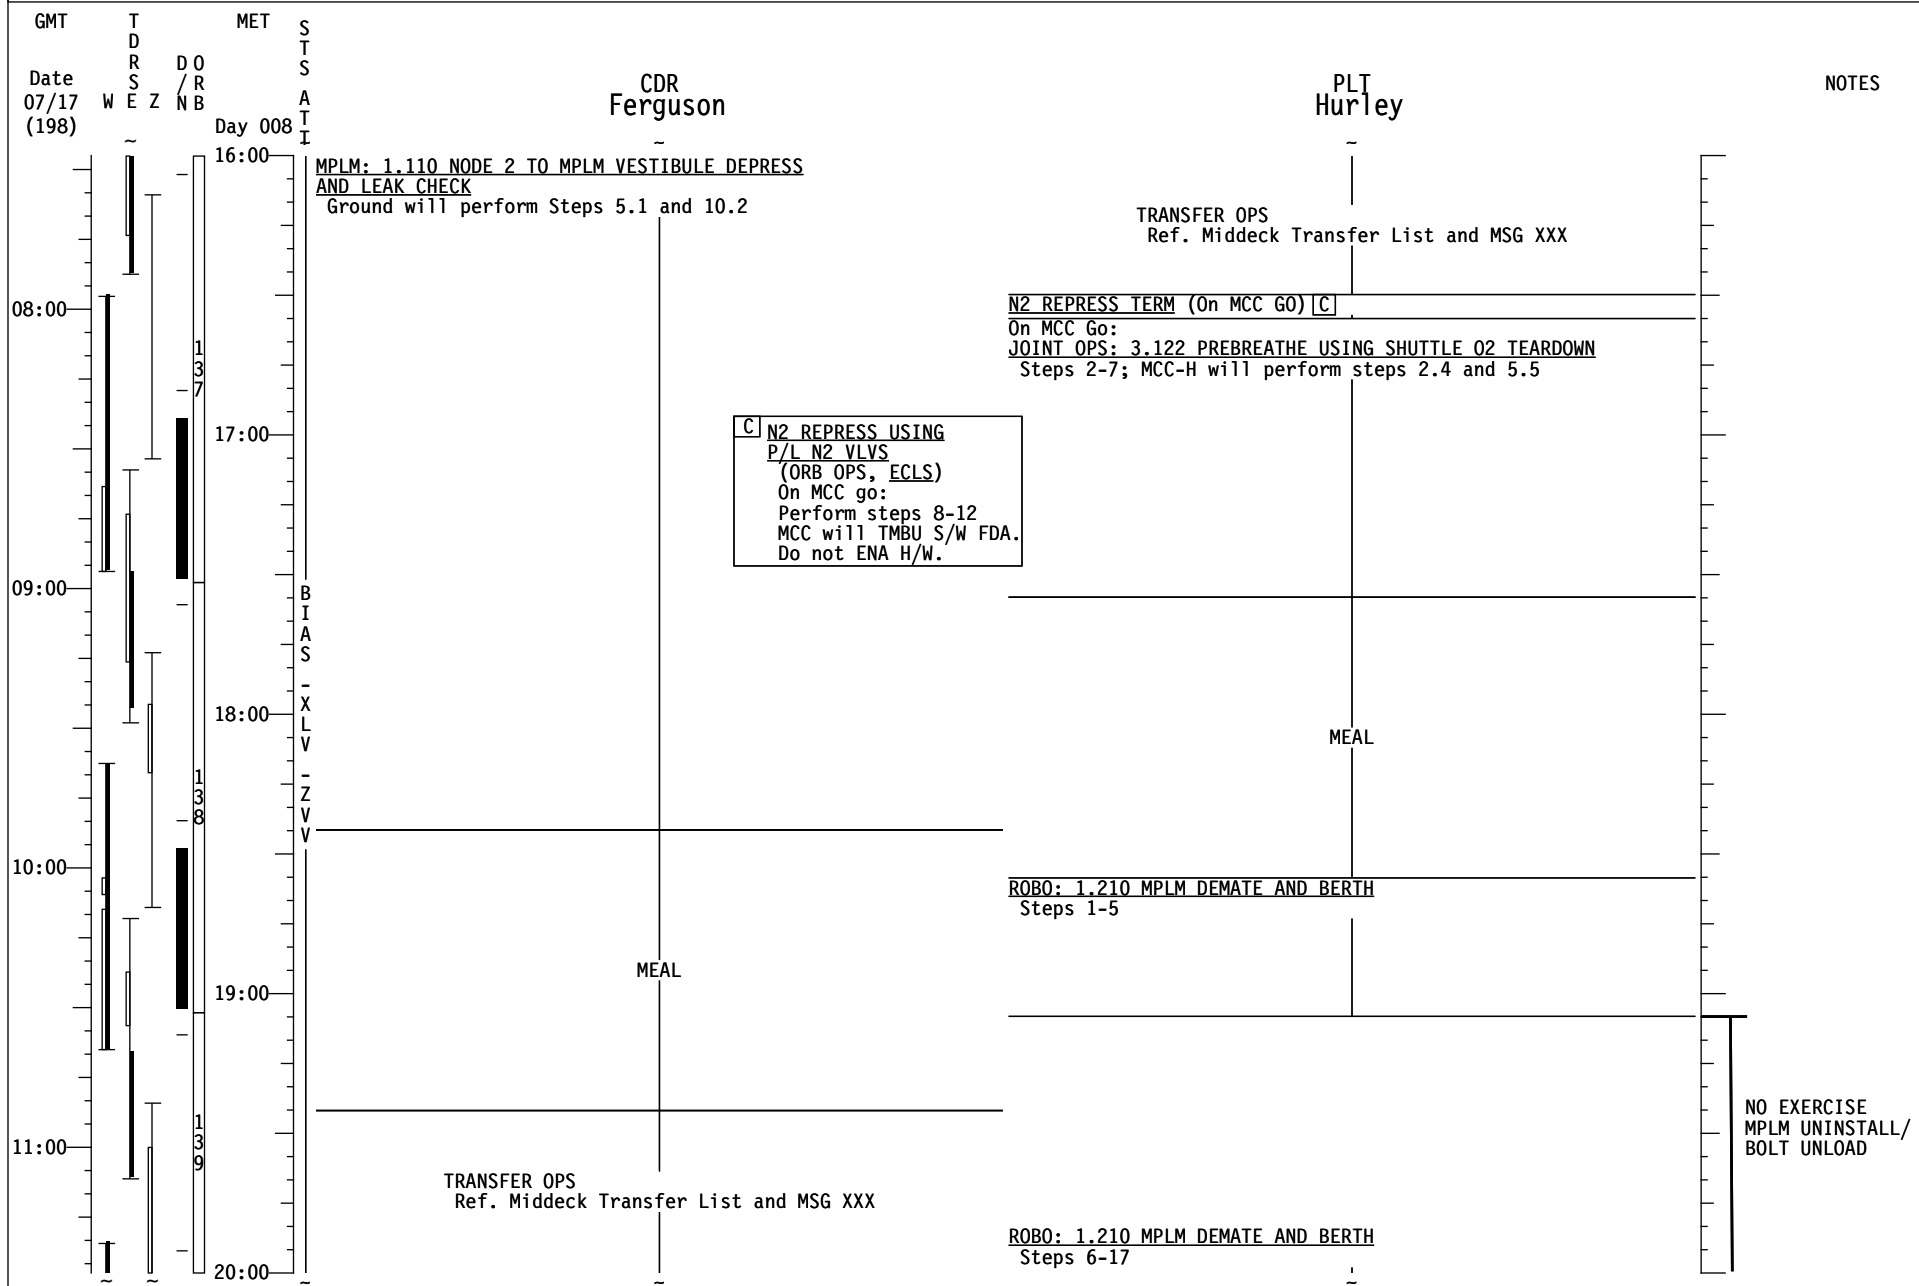 GMT
TDRS
MET
STS ATT
Date
07/17
(198)
W E Z
D/N
ORB
Day 008
CDR
Ferguson
PLT
Hurley
NOTES
~
~
~
~
16:00
MPLM: 1.110 NODE 2 TO MPLM VESTIBULE DEPRESS
AND LEAK CHECK
Ground will perform Steps 5.1 and 10.2
TRANSFER OPS
Ref. Middeck Transfer List and MSG XXX
08:00
N2 REPRESS TERM (On MCC GO) C
On MCC Go:
JOINT OPS: 3.122 PREBREATHE USING SHUTTLE O2 TEARDOWN
Steps 2-7; MCC-H will perform steps 2.4 and 5.5
137
17:00
C N2 REPRESS USING
P/L N2 VLVS
(ORB OPS, ECLS)
On MCC go:
Perform steps 8-12
MCC will TMBU S/W FDA.
Do not ENA H/W.
09:00
BIAS -XLV -ZVV
18:00
MEAL
138
10:00
ROBO: 1.210 MPLM DEMATE AND BERTH
Steps 1-5
MEAL
19:00
139
11:00
NO EXERCISE
MPLM UNINSTALL/
BOLT UNLOAD
TRANSFER OPS
Ref. Middeck Transfer List and MSG XXX
ROBO: 1.210 MPLM DEMATE AND BERTH
Steps 6-17
20:00
~ ~ ~ ~ ~